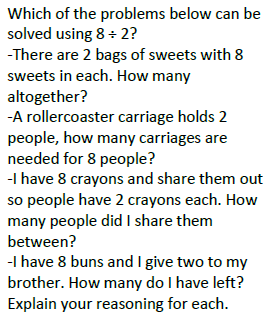 Which of the problems below can be
solved using 8 ÷ 2?
-There are 2 bags of sweets with 8
sweets in each. How many
altogether?
-A rollercoaster carriage holds 2
people, how many carriages are
needed for 8 people?
-I have 8 crayons and share them out
so people have 2 crayons each. How
many people did I share them
between?
-I have 8 buns and I give two to my
brother. How many do I have left?
Explain your reasoning for each.